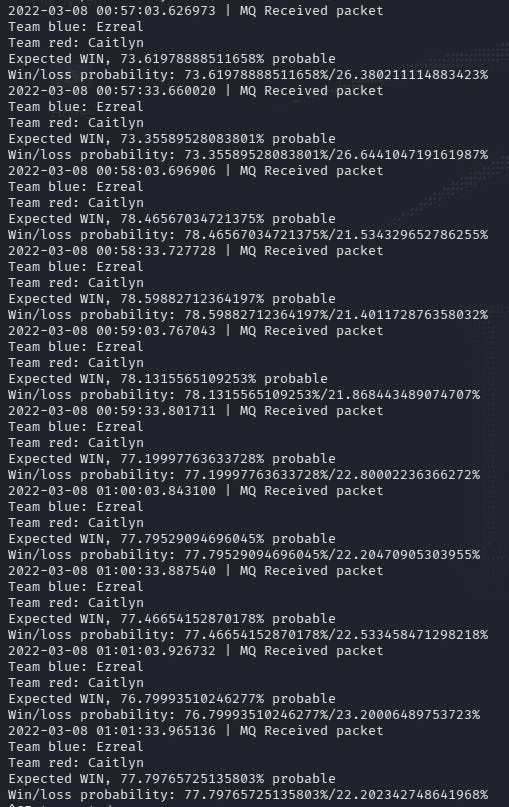 2022-03-08 00:57:03.626973 | MQ Received packet
Team blue: Ezreal
Team red: Caitlyn
Expected WIN, 73.61978888511658% probable
Win/loss probability: 73.61978888511658%/26.380211114883423%
2022-03-08 00:57:33.660020 | MQ Received packet
Team blue: Ezreal
Team red: Caitlyn
Expected WIN, 73.35589528083801% probable
Win/loss probability: 73.35589528083801%/26.644104719161987%
2022-03-08 00:58:03.696906 | MQ Received packet
Team blue: Ezreal
Team red: Caitlyn
Expected WIN, 78.46567034721375% probable
Win/loss probability: 78.46567034721375%/21.534329652786255%
2022-03-08 00:58:33.727728 | MQ Received packet
Team blue: Ezreal
Team red: Caitlyn
Expected WIN, 78.59882712364197% probable
Win/loss probability: 78.59882712364197%/21.401172876358032%
2022-03-08 00:59:03.767043 | MQ Received packet
Team blue: Ezreal
Team red: Caitlyn
Expected WIN, 78.1315565109253% probable
Win/loss probability: 78.1315565109253%/21.868443489074707%
2022-03-08 00:59:33.801711 | MQ Received packet
Team blue: Ezreal
Team red: Caitlyn
Expected WIN, 77.19997763633728% probable
Win/loss probability: 77.19997763633728%/22.80002236366272%
2022-03-08 01:00:03.843100 | MQ Received packet
Team blue: Ezreal
Team red: Caitlyn
Expected WIN, 77.79529094696045% probable
Win/loss probability: 77.79529094696045%/22.20470905303955%
2022-03-08 01:00:33.887540 | MQ Received packet
Team blue: Ezreal
Team red: Caitlyn
Expected WIN, 77.46654152870178% probable
Win/loss probability: 77.46654152870178%/22.533458471298218%
2022-03-08 01:01:03.926732 | MQ Received packet
Team blue: Ezreal
Team red: Caitlyn
Expected WIN, 76.79993510246277% probable
Win/loss probability: 76.79993510246277%/23.20006489753723%
2022-03-08 01:01:33.965136 | MQ Received packet
Team blue: Ezreal
Team red: Caitlyn
Expected WIN, 77.79765725135803% probable
Win/loss probability: 77.79765725135803%/22.202342748641968%